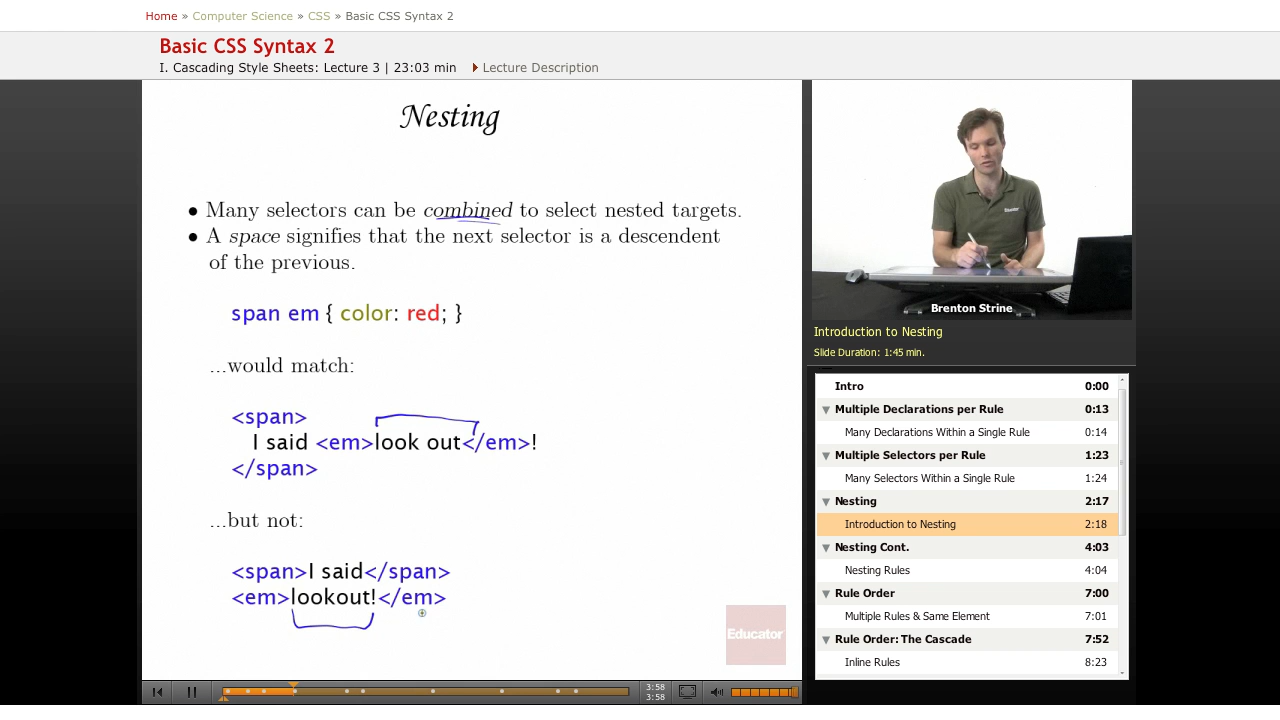 Home » Computer Science » CSS » Basic CSS Syntax 2
Basic CSS Syntax 2
I. Cascading Style Sheets: Lecture 3 | 23:03 min Lecture Description
Nesting
• Many selectors can be combined to select nested targets.
• A space signifies that the next selector is a descendent
of the previous.
span em { color: red; }
...would match:
<span>
I said <em>look out</em>!
</span>
...but not:
<span>I said</span>
<em>lookout!</em>
Educator
3:58
3:58
Brenton Strine
Introduction to Nesting
Slide Duration: 1:45 min.
Intro 0:00
Multiple Declarations per Rule 0:13
Many Declarations Within a Single Rule 0:14
Multiple Selectors per Rule 1:23
Many Selectors Within a Single Rule 1:24
Nesting 2:17
Introduction to Nesting 2:18
Nesting Cont. 4:03
Nesting Rules 4:04
Rule Order 7:00
Multiple Rules & Same Element 7:01
Rule Order: The Cascade 7:52
Inline Rules 8:23